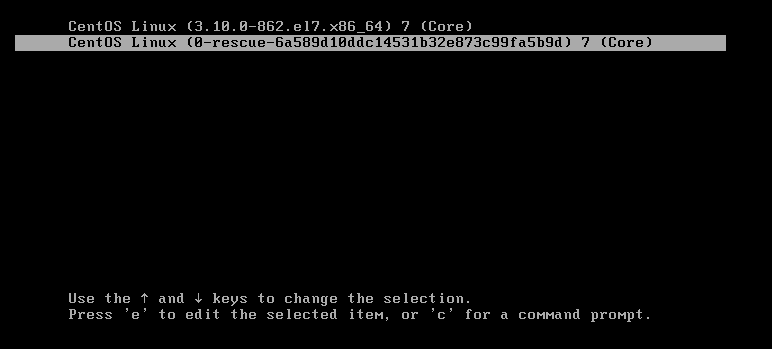 CentOS Linux (3.10.0-862.el7.x86_64) 7 (Core)
CentOS Linux (0-rescue-6a589d10ddc14531b32e873c99fa5b9d) 7 (Core)
Use the ↑ and ↓ keys to change the selection.
Press 'e' to edit the selected item, or 'c' for a command prompt.